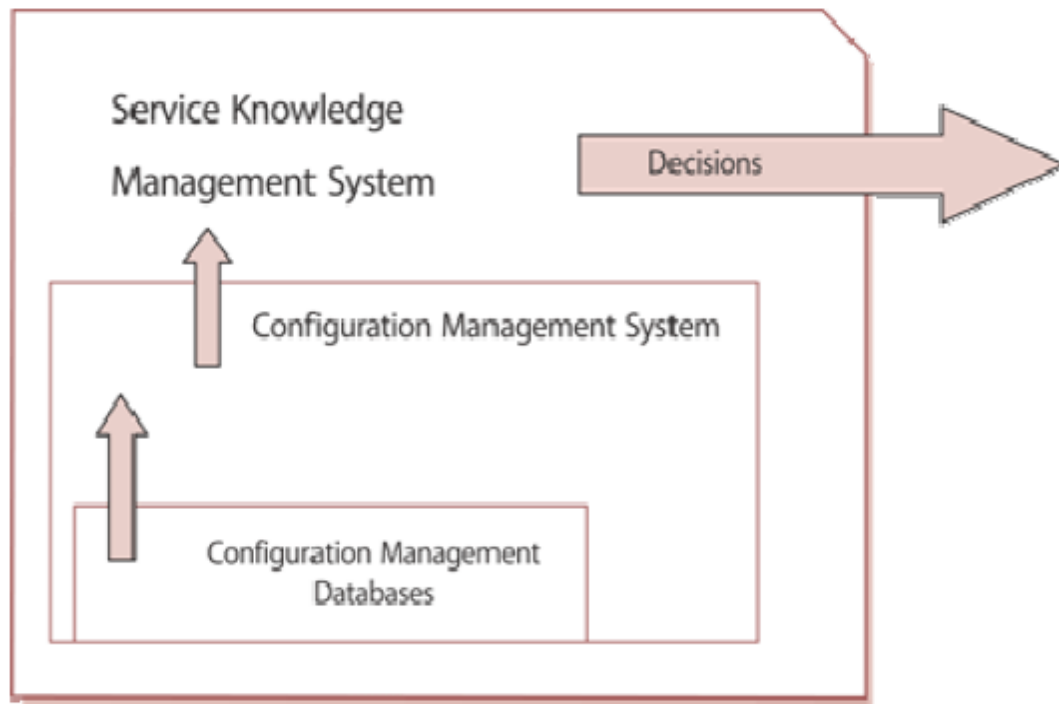 Service Knowledge
Management System
Decisions
Configuration Management System
Configuration Management
Databases